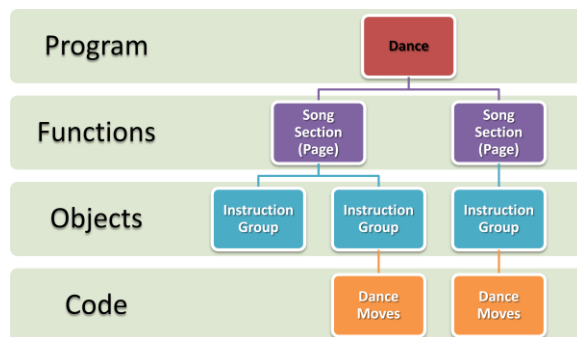 Program
Dance
Functions
Song
Section
(Page)
Song
Section
(Page)
Objects
Instruction
Group
Instruction
Group
Instruction
Group
Code
Dance
Moves
Dance
Moves